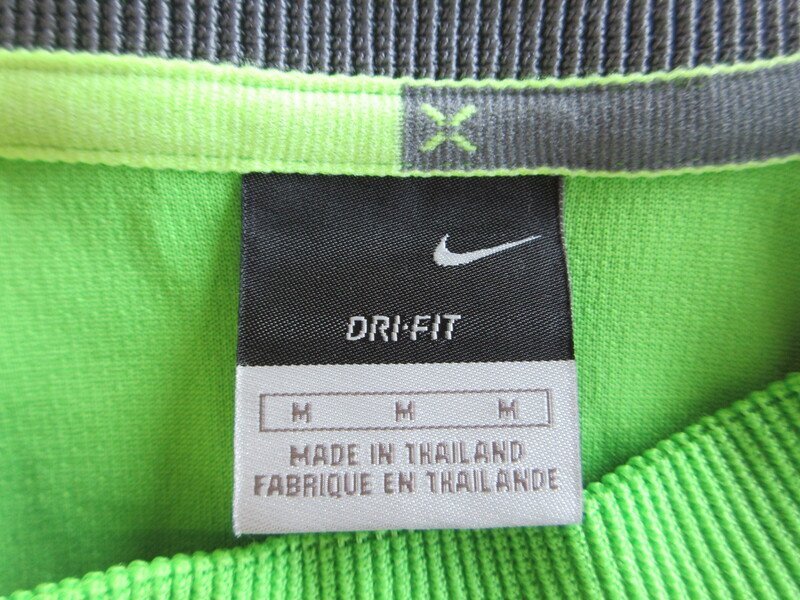 DRI·FIT
M M M
MADE IN THAILAND
FABRIQUE EN THAILANDE